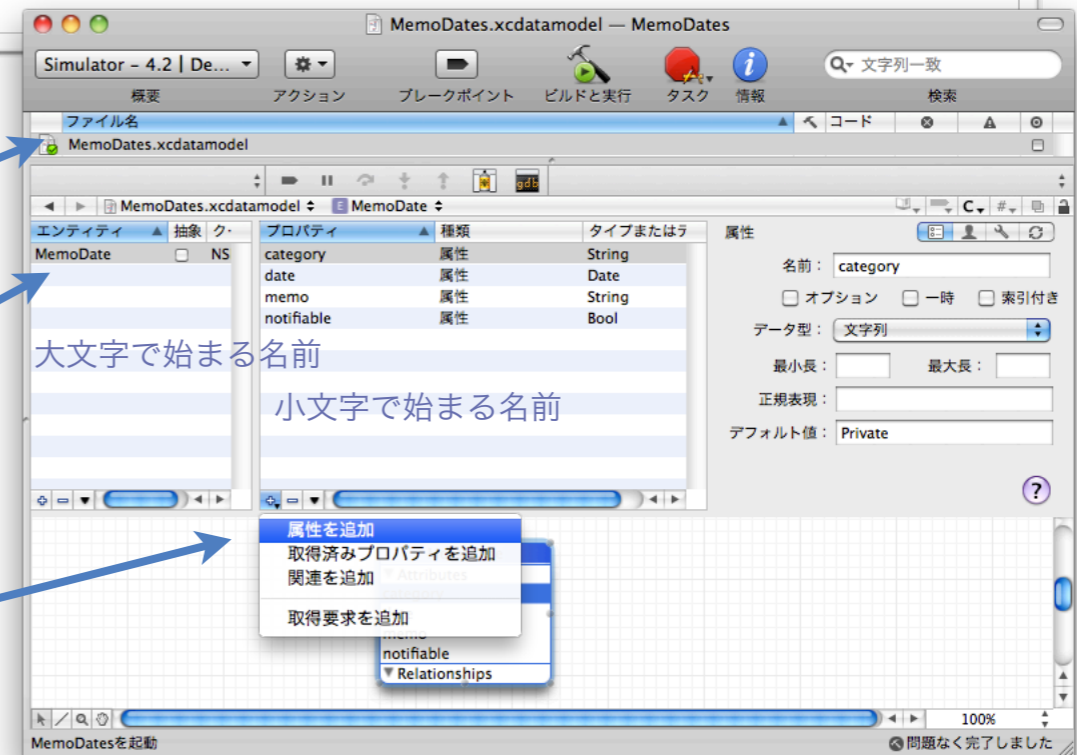 MemoDates.xcdatamodel — MemoDates
Simulator - 4.2 | De...
文字列一致
概要 アクション ブレークポイント ビルドと実行 タスク 情報 検索
ファイル名 コード
MemoDates.xcdatamodel
gdb
MemoDates.xcdatamodel MemoDate C #
エンティティ 抽象 ク·
MemoDate NS
プロパティ 種類 タイプまたはデ
category 属性 String
date 属性 Date
memo 属性 String
notifiable 属性 Bool
大文字で始まる名前
小文字で始まる名前
属性
名前： category
オプション 一時 索引付き
データ型： 文字列
最小長： 最大長：
正規表現：
デフォルト値： Private
?
属性を追加
取得済みプロパティを追加
関連を追加
取得要求を追加
Attributes
memo
notifiable
Relationships
100%
MemoDatesを起動 問題なく完了しました